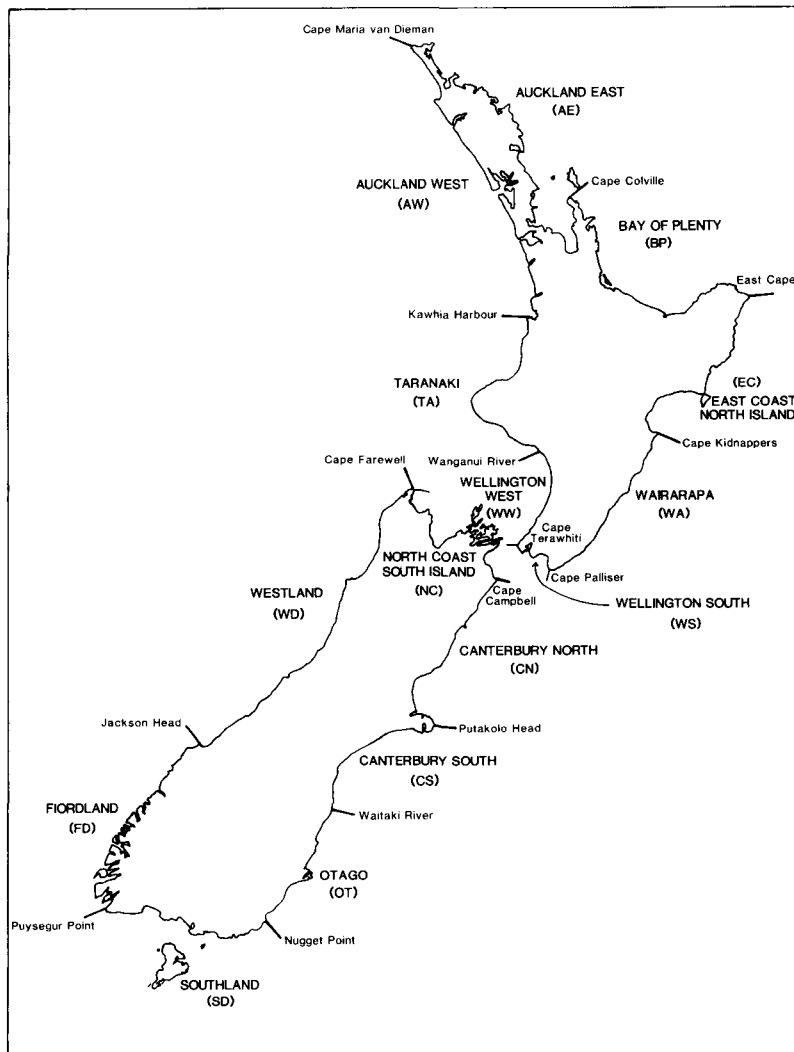 Cape Maria van Dieman
AUCKLAND EAST
(AE)
AUCKLAND WEST
(AW)
Cape Colville
BAY OF PLENTY
(BP)
East Cape
Kawhia Harbour
TARANAKI
(TA)
(EC)
EAST COAST
NORTH ISLAND
Cape Kidnappers
Wanganui River
Cape Farewell
WELLINGTON
WEST
(WW)
WAIRARAPA
(WA)
Cape
Terawhiti
NORTH COAST
SOUTH ISLAND
(NC)
Cape Palliser
Cape
Campbell
WELLINGTON SOUTH
(WS)
WESTLAND
(WD)
CANTERBURY NORTH
(CN)
Jackson Head
Putakolo Head
CANTERBURY SOUTH
(CS)
FIORDLAND
(FD)
Waitaki River
OTAGO
(OT)
Puysegur Point
Nugget Point
SOUTHLAND
(SD)